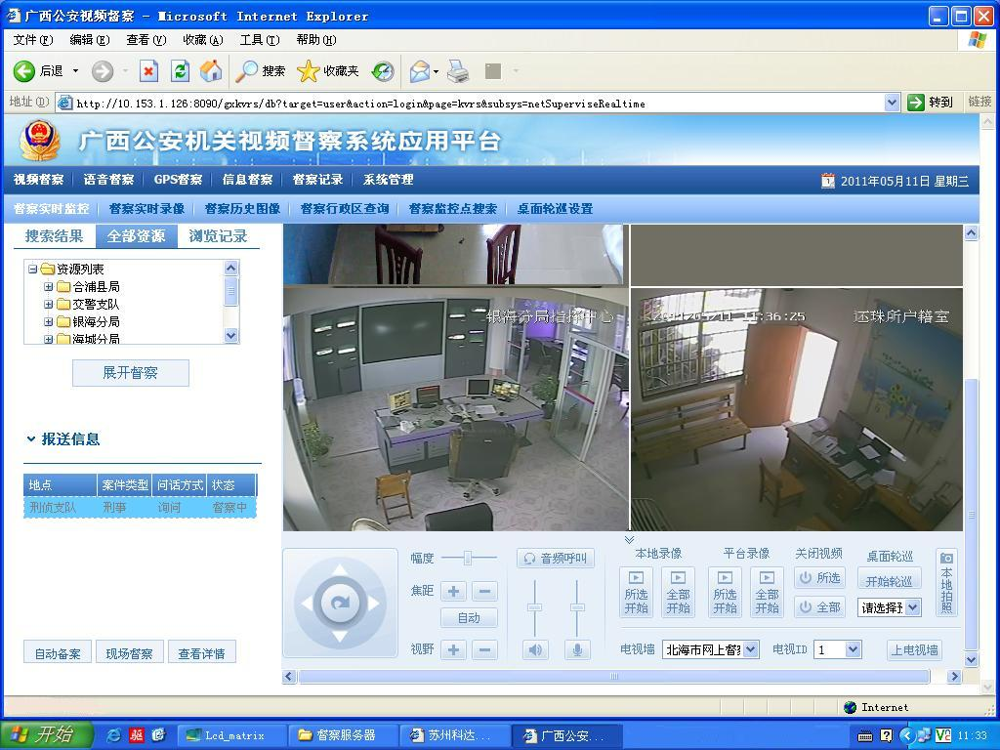 广西公安视频督察 - Microsoft Internet Explorer
文件(F) 编辑(E) 查看(V) 收藏(A) 工具(T) 帮助(H)
后退 搜索 收藏夹
地址(D) http://10.153.1.126:8090/gxkvrs/db?target=user&action=login&page=kvrs&subsys=netSuperviseRealtime 转到 链接
广西公安机关视频督察系统应用平台
视频督察 语音督察 GPS督察 信息督察 督察记录 系统管理 2011年05月11日 星期三
督察实时监控 督察实时录像 督察历史图像 督察行政区查询 督察监控点搜索 桌面轮巡设置
搜索结果 全部资源 浏览记录
资源列表
合浦县局
交警支队
银海分局
海城分局
展开督察
银海分局指挥中心
11:36:25 还珠所户籍室
报送信息
地点 案件类型 问话方式 状态
刑侦支队 刑事 询问 督察中
自动备案 现场督察 查看详情
幅度
焦距
自动
视野
音频呼叫
本地录像 平台录像 关闭视频 桌面轮巡
所选开始 全部开始 所选开始 全部开始 所选 全部 开始轮巡 本地拍照
电视墙 北海市网上督 电视ID 1 上电视墙
Internet
开始 Lcd_matrix 督察服务器 苏州科达... 广西公安... 11:33